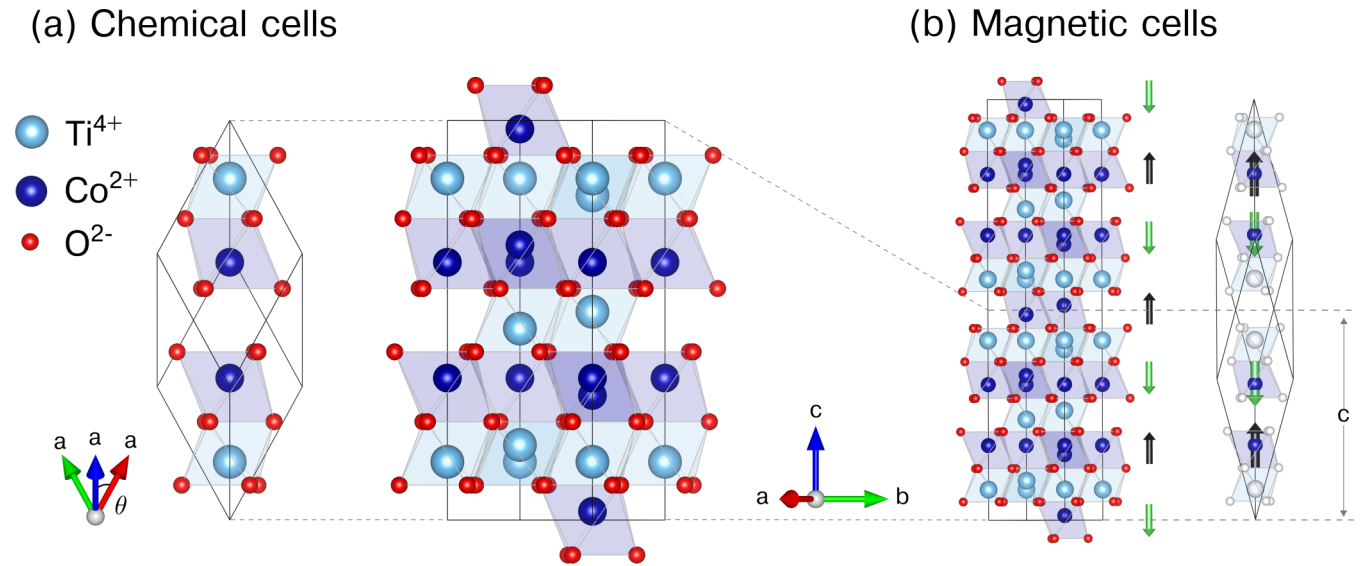 (a) Chemical cells
(b) Magnetic cells
Ti⁴⁺
Co²⁺
O²⁻
a a a
θ
c
a
b
c